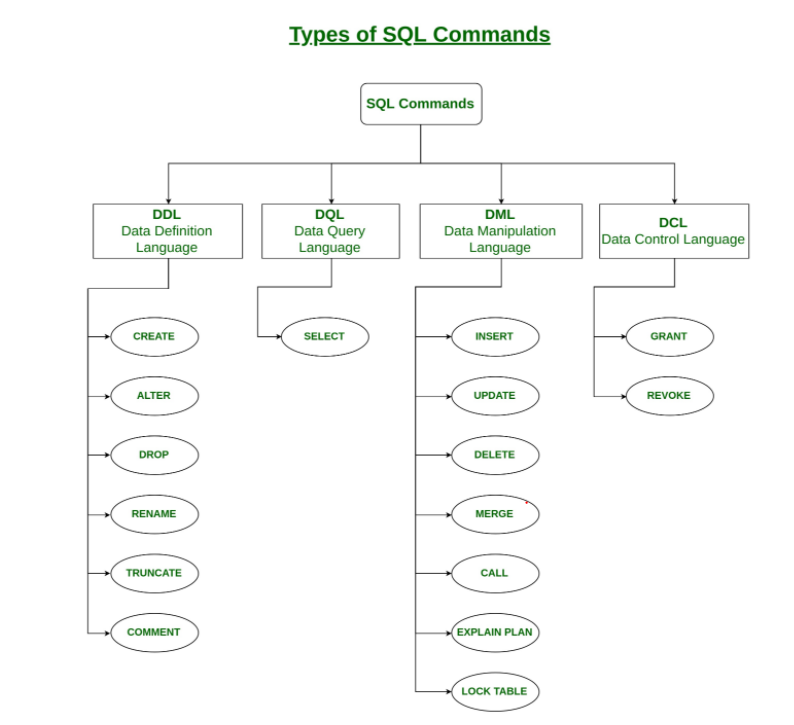 Types of SQL Commands
SQL Commands
DDL
Data Definition
Language
DQL
Data Query
Language
DML
Data Manipulation
Language
DCL
Data Control Language
CREATE
ALTER
DROP
RENAME
TRUNCATE
COMMENT
SELECT
INSERT
UPDATE
DELETE
MERGE
CALL
EXPLAIN PLAN
LOCK TABLE
GRANT
REVOKE